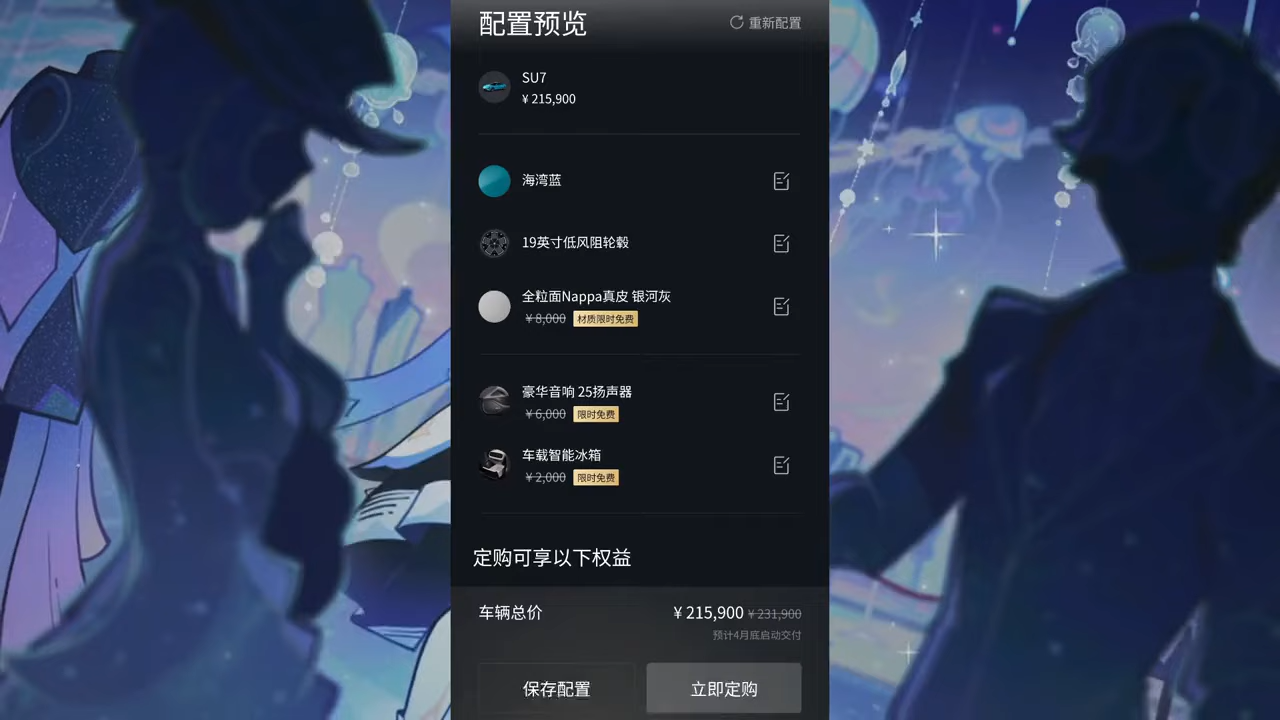 配置预览
重新配置
SU7
¥ 215,900
海湾蓝
19英寸低风阻轮毂
全粒面Nappa真皮 银河灰
¥ 8,000 材质限时免费
豪华音响 25扬声器
¥ 6,000 限时免费
车载智能冰箱
¥ 2,000 限时免费
定购可享以下权益
车辆总价
¥ 215,900 ¥ 231,900
预计4月底启动交付
保存配置
立即定购